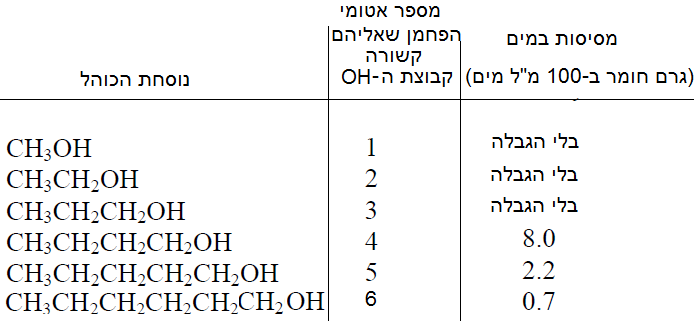 מספר אטומי
הפחמן שאליהם
קשורה
קבוצת ה-OH
מסיסות במים
(גרם חומר ב-100 מ"ל מים)
נוסחת הכוהל
CH₃OH 1 בלי הגבלה
CH₃CH₂OH 2 בלי הגבלה
CH₃CH₂CH₂OH 3 בלי הגבלה
CH₃CH₂CH₂CH₂OH 4 8.0
CH₃CH₂CH₂CH₂CH₂OH 5 2.2
CH₃CH₂CH₂CH₂CH₂CH₂OH 6 0.7